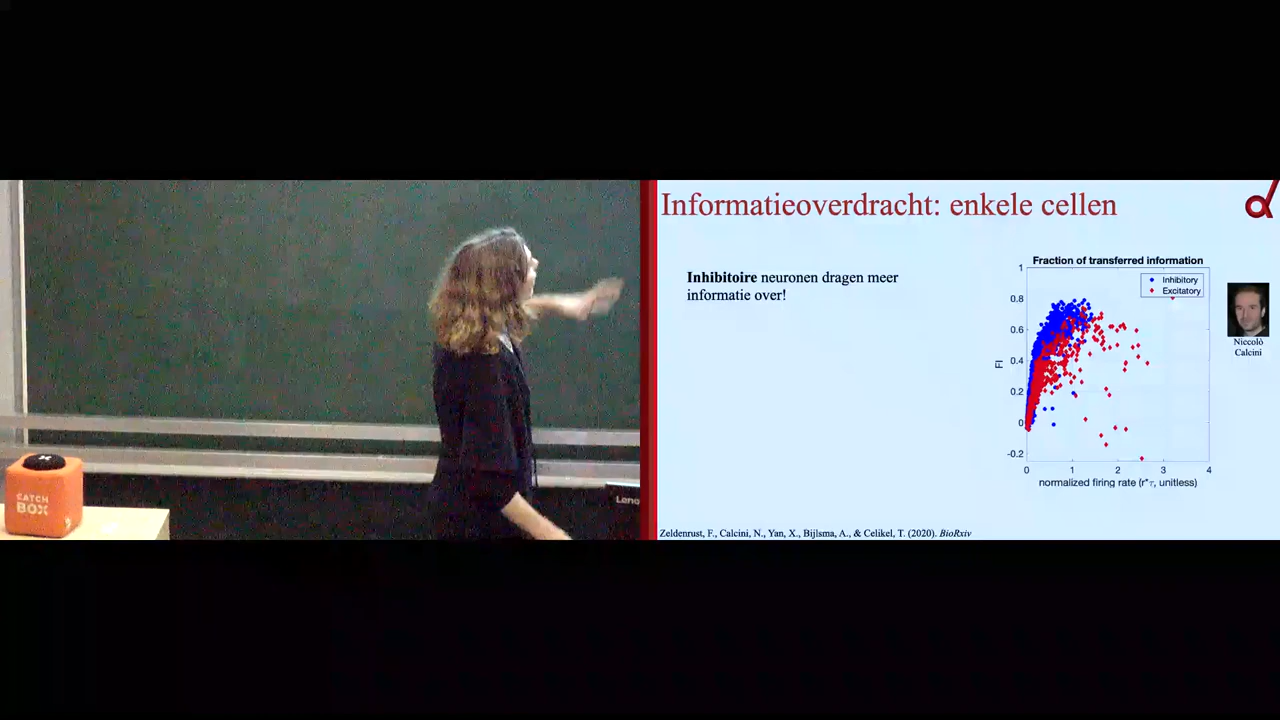 CATCH
BOX
Leno
Informatieoverdracht: enkele cellen
Inhibitoire neuronen dragen meer
informatie over!
Fraction of transferred information
Inhibitory
Excitatory
1
0.8
0.6
0.4
0.2
0
-0.2
FI
0
1
2
3
4
normalized firing rate (r*τ, unitless)
Niccoló
Calcini
Zeldenrust, F., Calcini, N., Yan, X., Bijlsma, A., & Celikel, T. (2020). BioRxiv